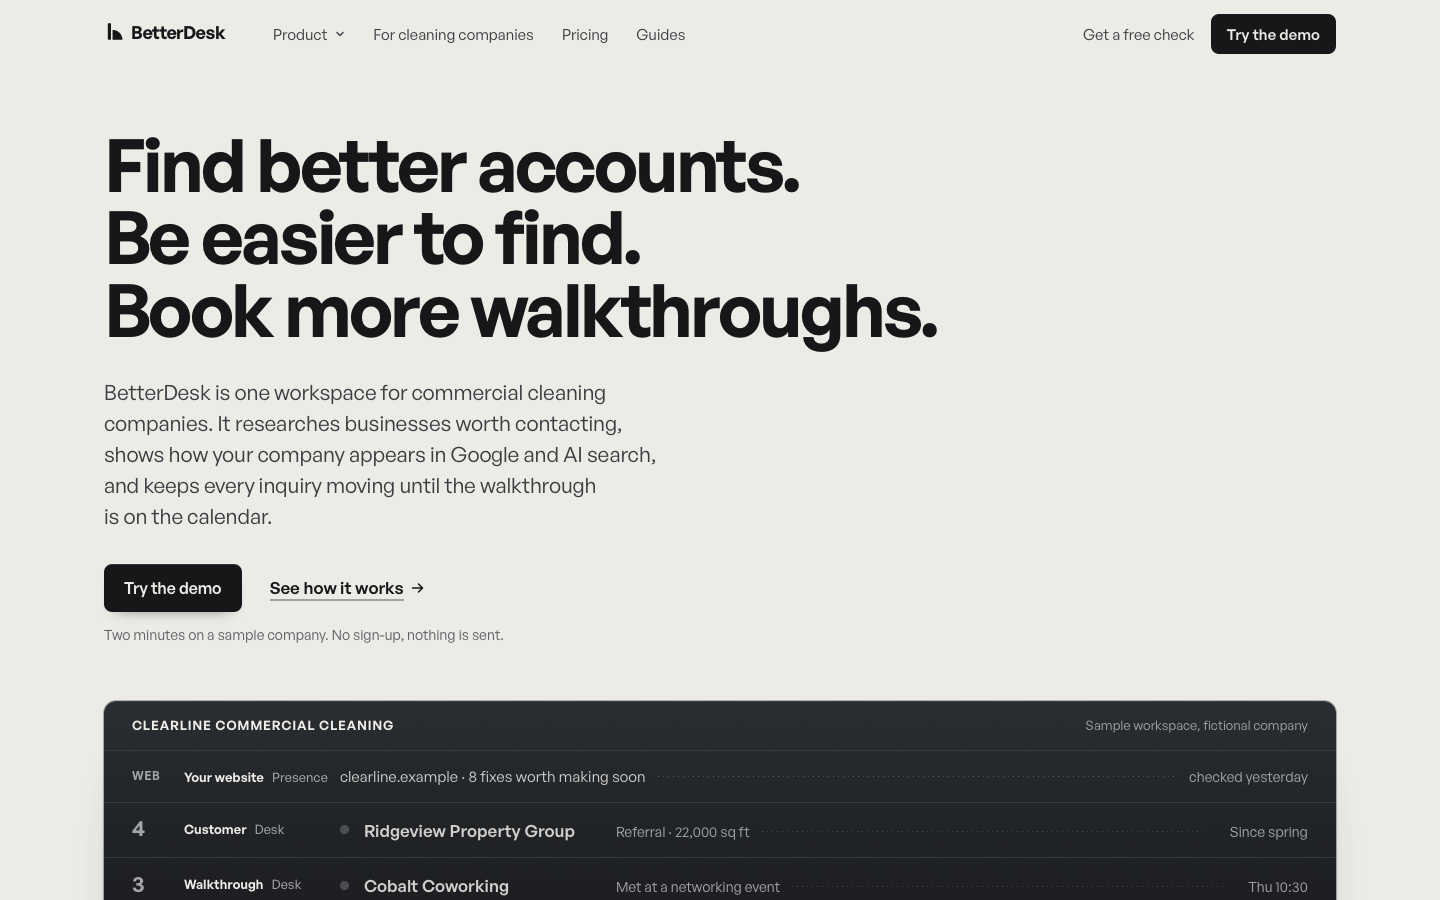 BetterDesk
Product
For cleaning companies
Pricing
Guides
Get a free check
Try the demo
Find better accounts.
Be easier to find.
Book more walkthroughs.
BetterDesk is one workspace for commercial cleaning
companies. It researches businesses worth contacting,
shows how your company appears in Google and AI search,
and keeps every inquiry moving until the walkthrough
is on the calendar.
Try the demo
See how it works →
Two minutes on a sample company. No sign-up, nothing is sent.
CLEARLINE COMMERCIAL CLEANING
Sample workspace, fictional company
WEB Your website Presence clearline.example · 8 fixes worth making soon checked yesterday
4 Customer Desk Ridgeview Property Group Referral · 22,000 sq ft Since spring
3 Walkthrough Desk Cobalt Coworking Met at a networking event Thu 10:30